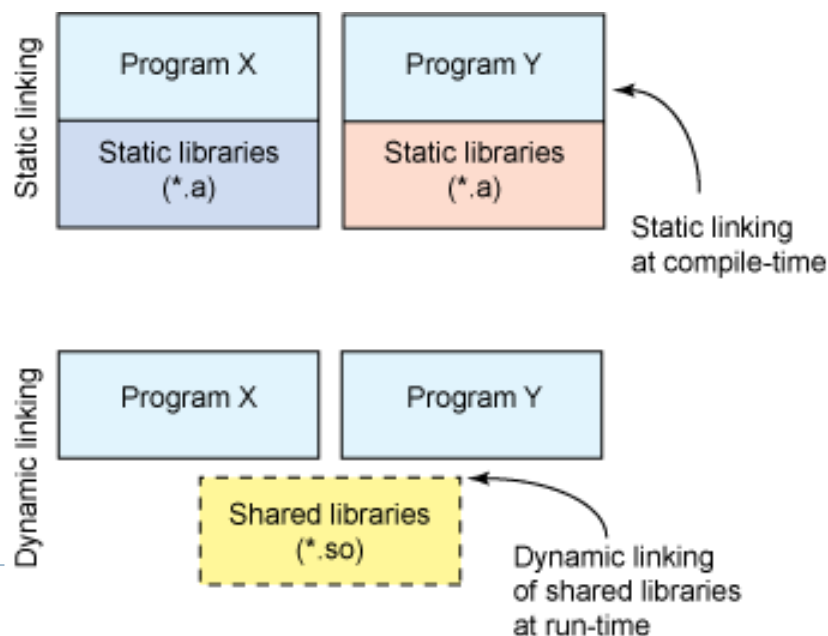 Static linking
Program X
Program Y
Static libraries
(*.a)
Static libraries
(*.a)
Static linking
at compile-time
Dynamic linking
Program X
Program Y
Shared libraries
(*.so)
Dynamic linking
of shared libraries
at run-time